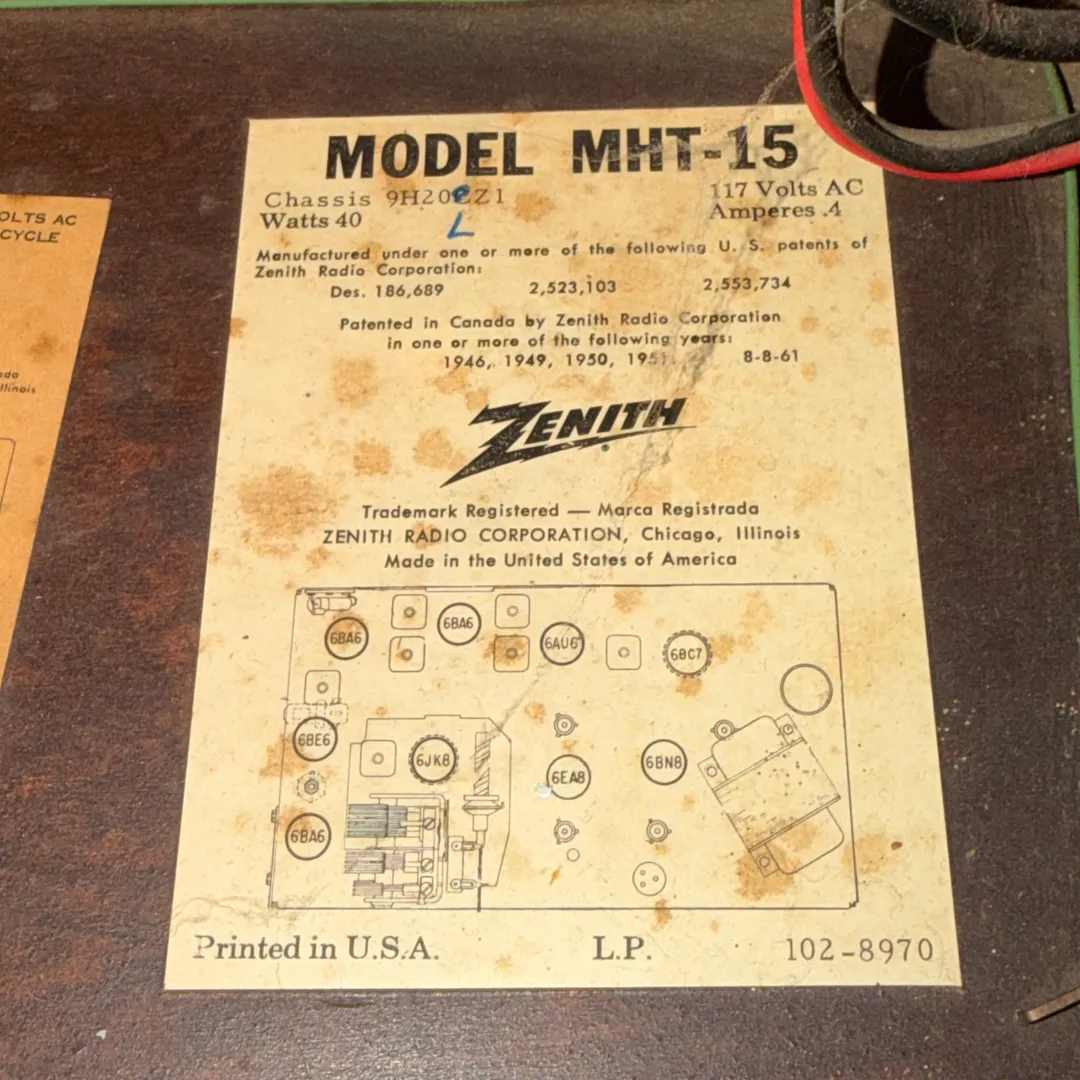 OLTS AC
CYCLE
llinois
MODEL MHT-15
Watts 40
117 Volts AC
Amperes .4
Chassis
L
Manufactured under one or more of the following U. S. patents of
Zenith Radio Corporation:
Des. 186,689 2,523,103 2,553,734
Patented in Canada by Zenith Radio Corporation
in one or more of the following years:
1946, 1949, 1950, 8-8-61
ZENITH
Trademark Registered — Marca Registrada
ZENITH RADIO CORPORATION, Chicago, Illinois
Made in the United States of America
6BA6
6BA6
6AU6
6BC7
6BE6
6JK8
6EA8
6BN8
6BA6
Printed in U.S.A. L.P. 102-8970